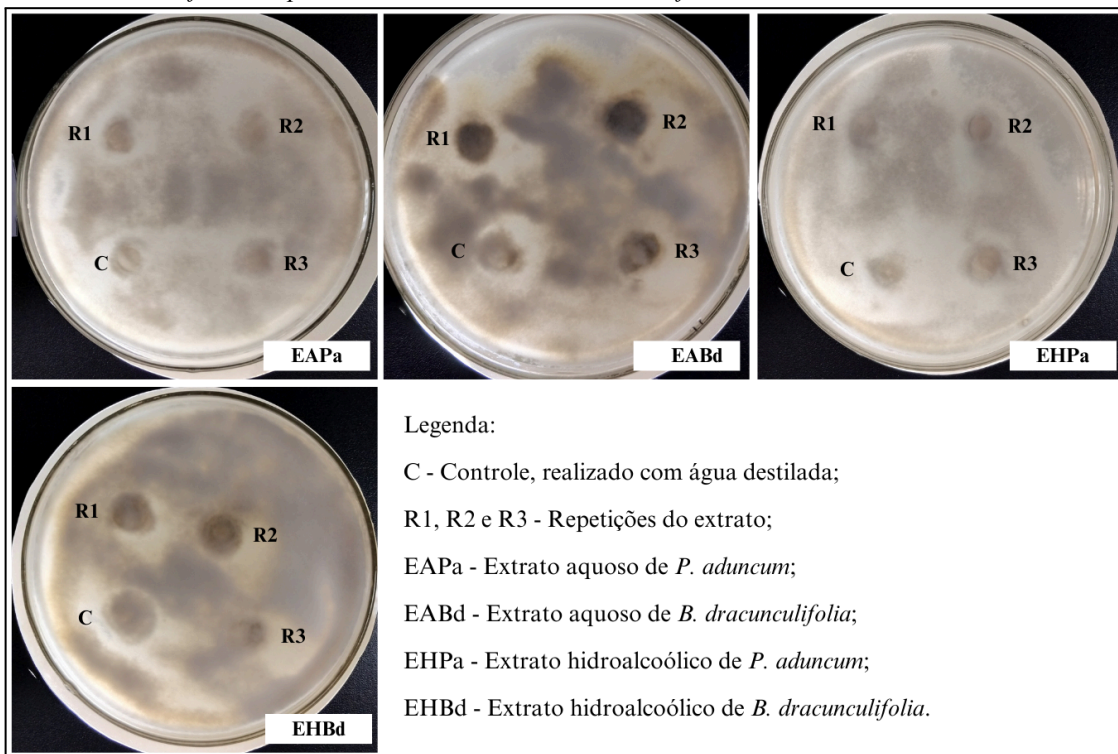 R1
R2
C
R3
EAPa
R1
R2
C
R3
EABd
R1
R2
C
R3
EHPa
R1
R2
C
R3
EHBd
Legenda:
C - Controle, realizado com água destilada;
R1, R2 e R3 - Repetições do extrato;
EAPa - Extrato aquoso de P. aduncum;
EABd - Extrato aquoso de B. dracunculifolia;
EHPa - Extrato hidroalcoólico de P. aduncum;
EHBd - Extrato hidroalcoólico de B. dracunculifolia.